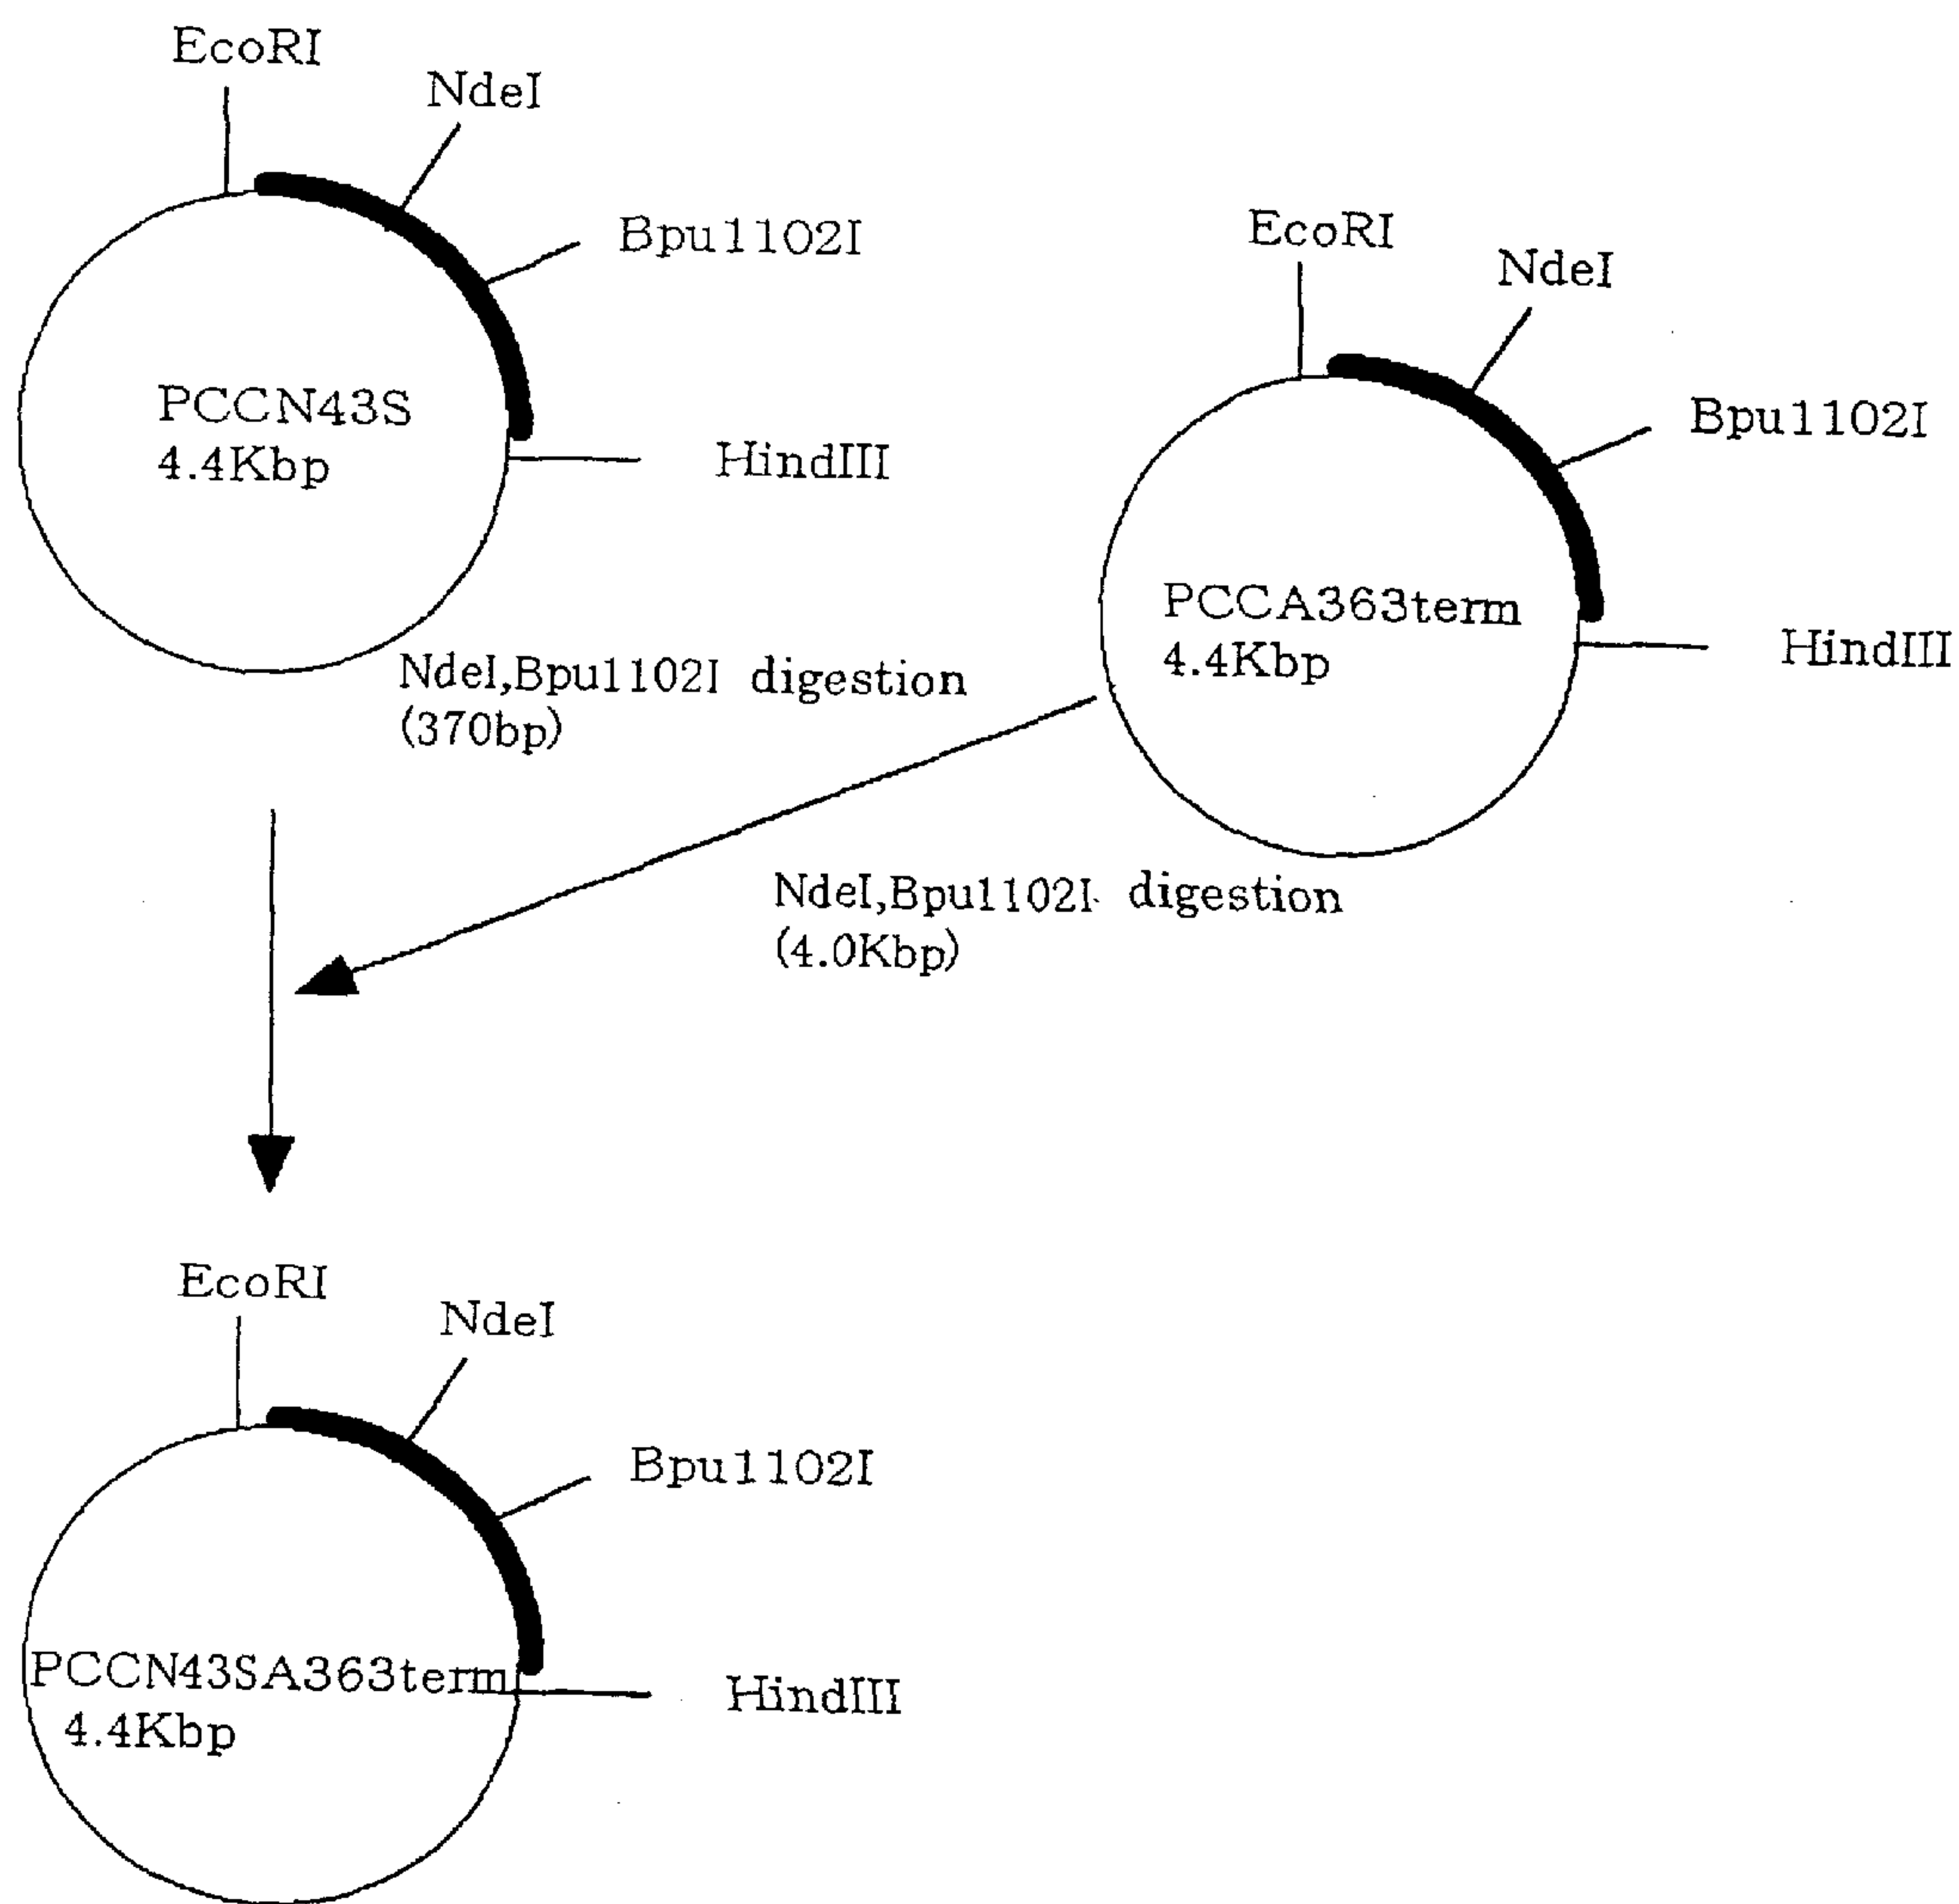 EcoRI
NdeI
Bpu1102I
PCCN43S
4.4Kbp
HindIII
NdeI,Bpu1102I digestion
(370bp)
EcoRI
NdeI
Bpu1102I
PCCA363term
4.4Kbp
HindIII
NdeI,Bpu1102I digestion
(4.0Kbp)
EcoRI
NdeI
Bpu1102I
PCCN43SA363term
4.4Kbp
HindIII